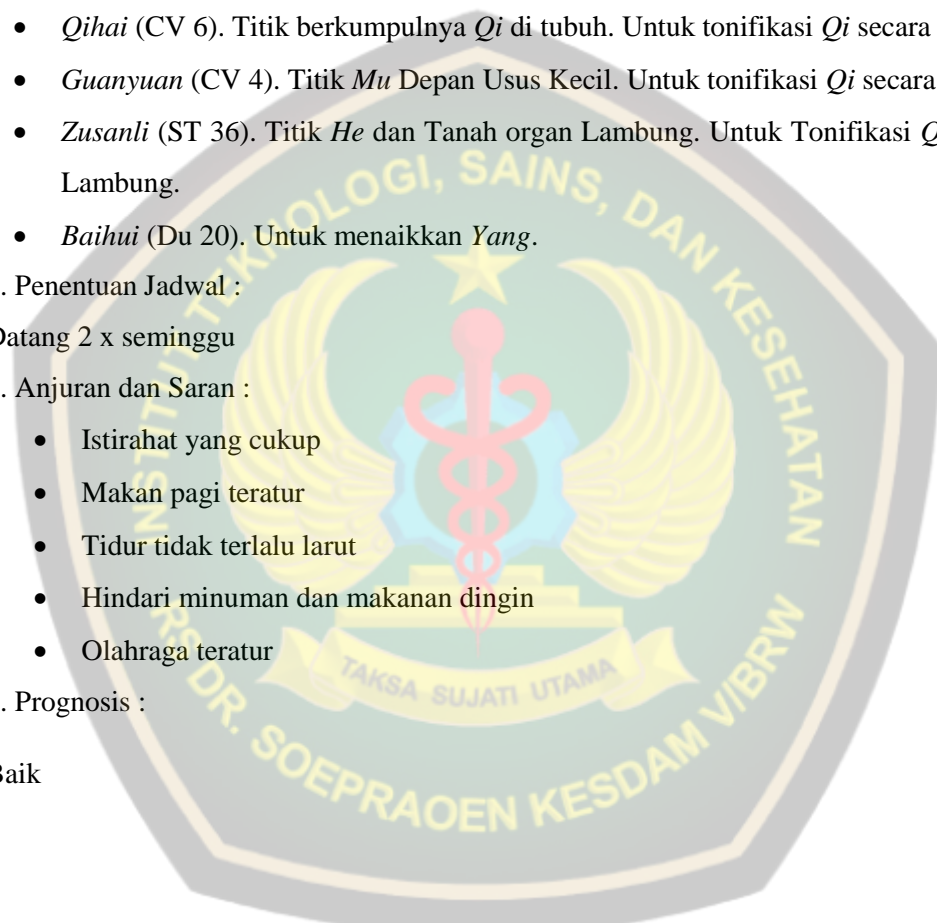 • Qihai (CV 6). Titik berkumpulnya Qi di tubuh. Untuk tonifikasi Qi secara
• Guanyuan (CV 4). Titik Mu Depan Usus Kecil. Untuk tonifikasi Qi secara
• Zusanli (ST 36). Titik He dan Tanah organ Lambung. Untuk Tonifikasi
Lambung.
• Baihui (Du 20). Untuk menaikkan Yang.
. Penentuan Jadwal :
Datang 2 x seminggu
. Anjuran dan Saran :
• Istirahat yang cukup
• Makan pagi teratur
• Tidur tidak terlalu larut
• Hindari minuman dan makanan dingin
• Olahraga teratur
. Prognosis :
Baik
INSTITUT TEKNOLOGI, SAINS, DAN KESEHATAN
TAKSA SUJATI UTAMA
RS DR. SOEPRAOEN KESDAM V/BRW